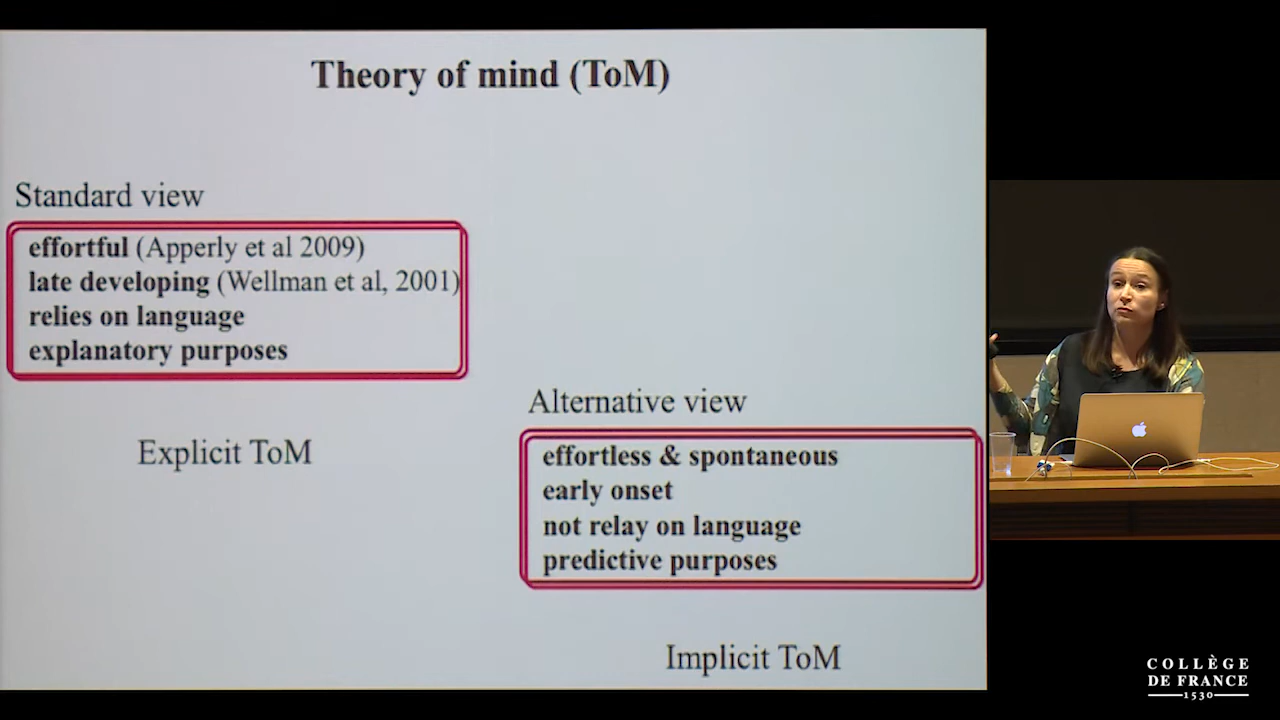 Theory of mind (ToM)
Standard view
effortful (Apperly et al 2009)
late developing (Wellman et al, 2001)
relies on language
explanatory purposes
Explicit ToM
Alternative view
effortless & spontaneous
early onset
not relay on language
predictive purposes
Implicit ToM
COLLÈGE
DE FRANCE
1530